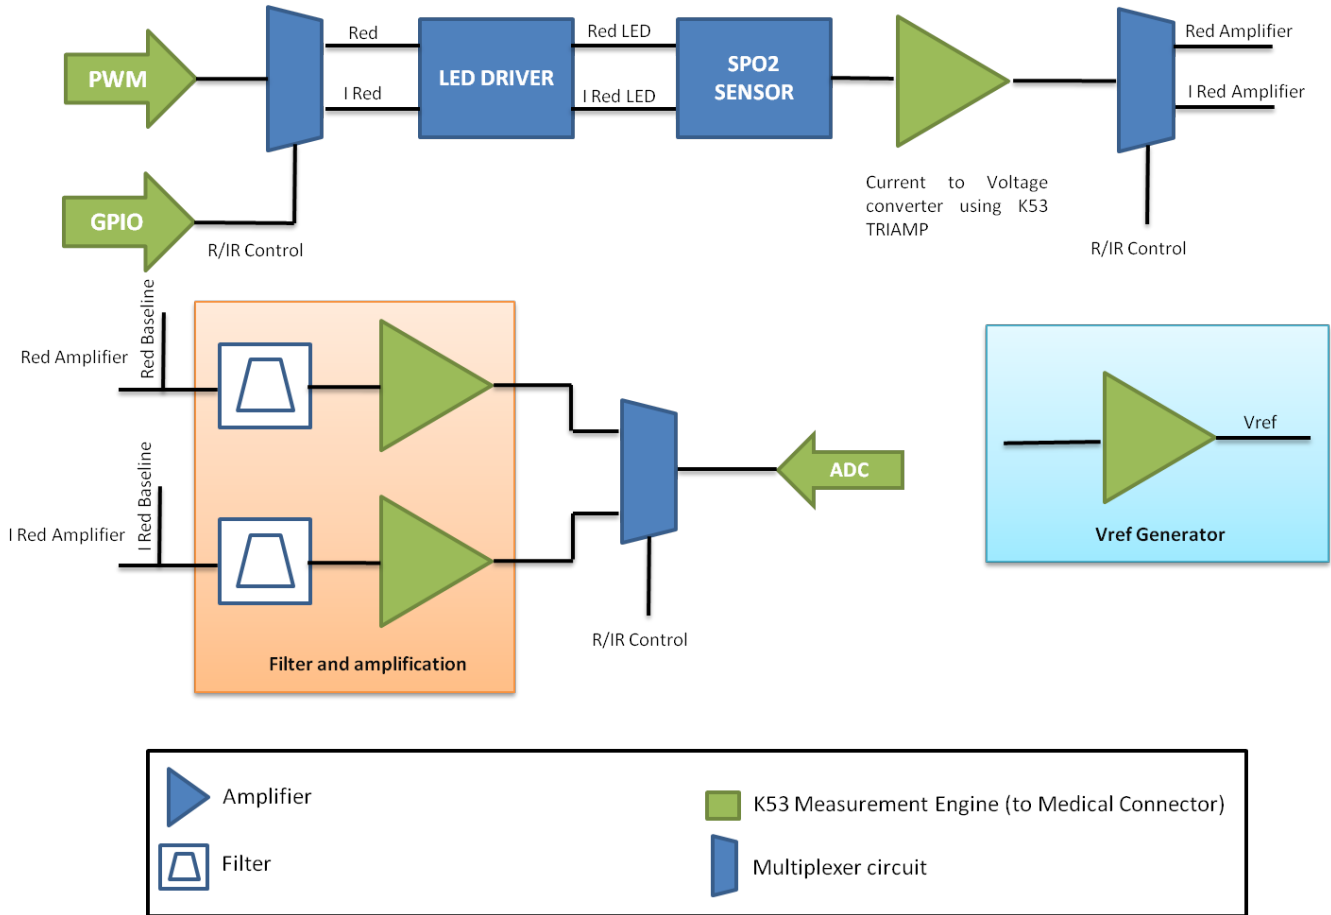 PWM
Red
I Red
LED DRIVER
Red LED
I Red LED
SPO2
SENSOR
Red Amplifier
I Red Amplifier
Current to Voltage
converter using K53
TRIAMP
GPIO
R/IR Control
R/IR Control
Red Amplifier
Red Baseline
I Red Amplifier
I Red Baseline
Filter and amplification
ADC
R/IR Control
Vref
Vref Generator
Amplifier
K53 Measurement Engine (to Medical Connector)
Filter
Multiplexer circuit